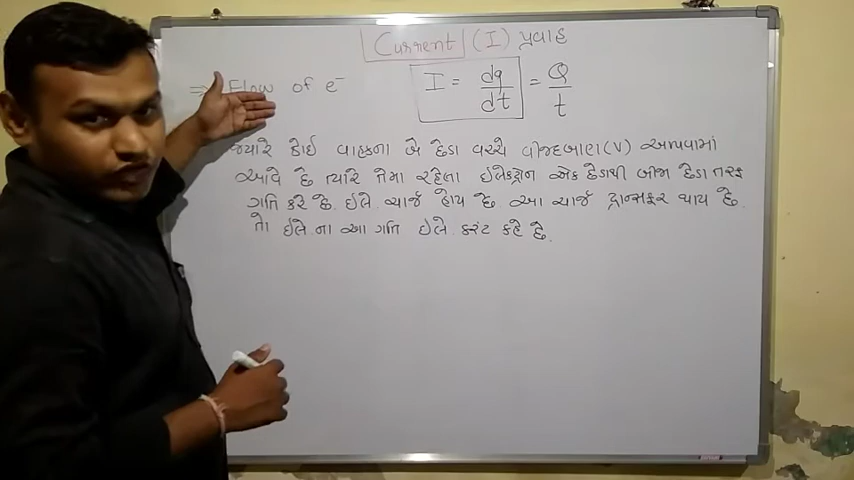 Current (I) પ્રવાહ
⇒ Flow of e⁻
I = dq/dt = Q/t
જ્યારે કોઈ વાહકના બે છેડા વચ્ચે વીજદબાણ (V) આપવામાં
આવે છે ત્યારે તેમા રહેલા ઈલેક્ટ્રોન એક છેડાથી બીજા છેડા તરફ
ગતિ કરે છે. ઈલે. ચાર્જ હોય છે આ ચાર્જ ટ્રાન્સફર થાય છે.
તો ઈલે. ના આ ગતિ ઈલે. કરંટ કહે છે.